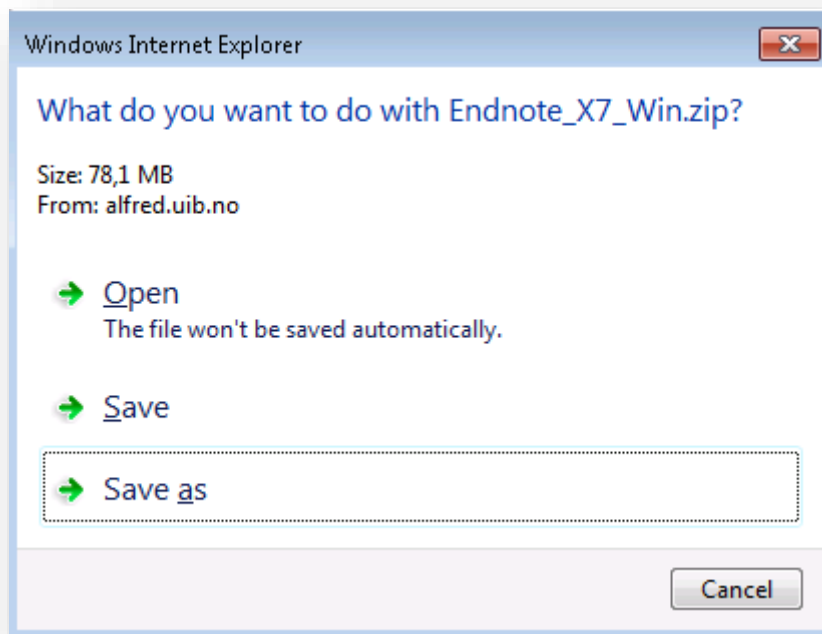 Windows Internet Explorer
What do you want to do with Endnote_X7_Win.zip?
Size: 78,1 MB
From: alfred.uib.no
Open
The file won't be saved automatically.
Save
Save as
Cancel